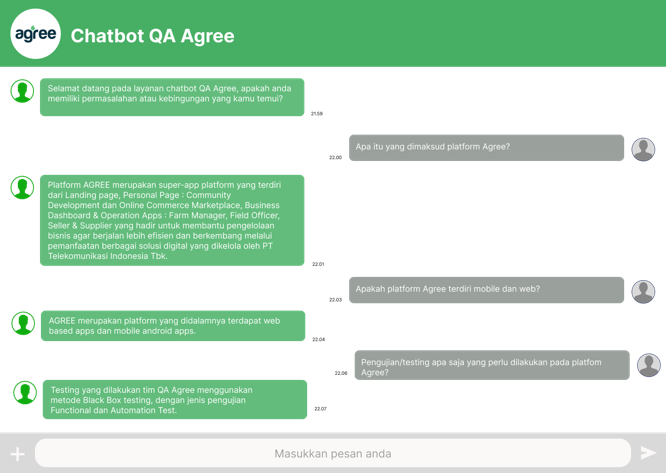 agree
Chatbot QA Agree
Selamat datang pada layanan chatbot QA Agree, apakah anda
memiliki permasalahan atau kebingungan yang kamu temui?
21.59
Apa itu yang dimaksud platform Agree?
22.00
Platform AGREE merupakan super-app platform yang terdiri
dari Landing page, Personal Page : Community
Development dan Online Commerce Marketplace, Business
Dashboard & Operation Apps : Farm Manager, Field Officer,
Seller & Supplier yang hadir untuk membantu pengelolaan
bisnis agar berjalan lebih efisien dan berkembang melalui
pemanfaatan berbagai solusi digital yang dikelola oleh PT
Telekomunikasi Indonesia Tbk.
22.01
Apakah platform Agree terdiri mobile dan web?
22.03
AGREE merupakan platform yang didalamnya terdapat web
based apps dan mobile android apps.
22.04
Pengujian/testing apa saja yang perlu dilakukan pada platfom
Agree?
22.06
Testing yang dilakukan tim QA Agree menggunakan
metode Black Box testing, dengan jenis pengujian
Functional dan Automation Test.
22.07
Masukkan pesan anda